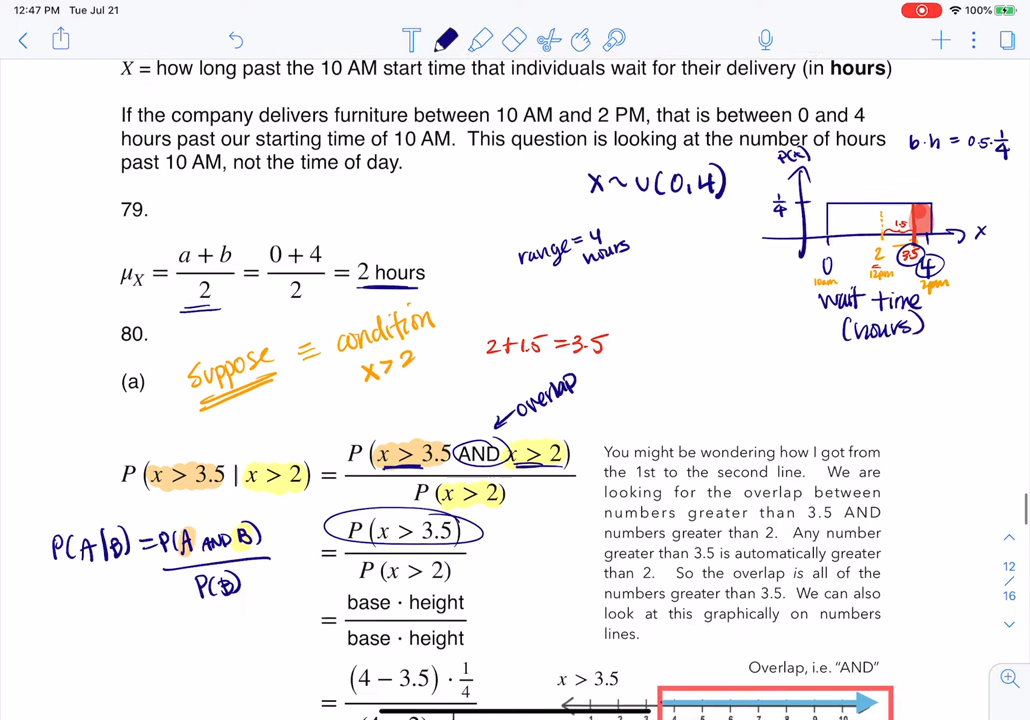 12:47 PM Tue Jul 21
100%
X = how long past the 10 AM start time that individuals wait for their delivery (in hours)
If the company delivers furniture between 10 AM and 2 PM, that is between 0 and 4
hours past our starting time of 10 AM. This question is looking at the number of hours
past 10 AM, not the time of day.
b·h = 0.5·1/4
X~U(0,4)
P(x)
1/4
1.5
x
0
2
3.5
4
10am
12pm
2pm
wait time
(hours)
79.
μX = (a + b)/2 = (0 + 4)/2 = 2 hours
range = 4
hours
80.
Suppose ≡ condition
x>2
2+1.5=3.5
(a)
overlap
P (x > 3.5 | x > 2) = P (x > 3.5 AND x > 2) / P (x > 2)
P(A|B) = P(A AND B) / P(B)
= P (x > 3.5) / P (x > 2)
= base · height / base · height
= (4 − 3.5) · 1/4
You might be wondering how I got from
the 1st to the second line. We are
looking for the overlap between
numbers greater than 3.5 AND
numbers greater than 2. Any number
greater than 3.5 is automatically greater
than 2. So the overlap is all of the
numbers greater than 3.5. We can also
look at this graphically on numbers
lines.
Overlap, i.e. “AND”
x > 3.5
12
/
16